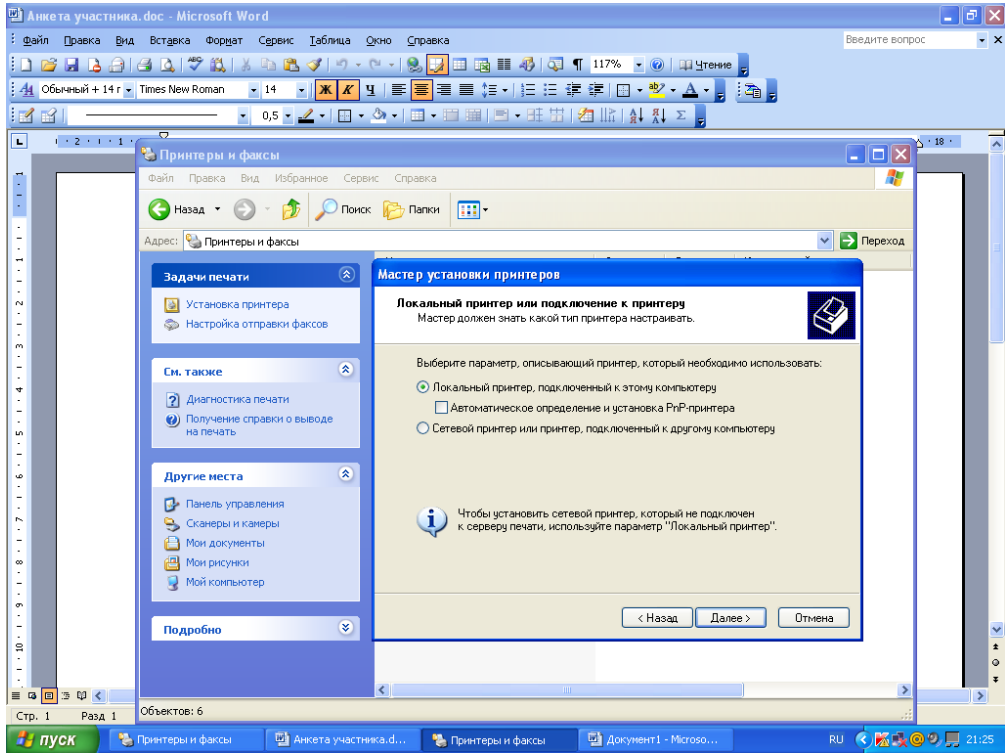 Анкета участника.doc - Microsoft Word
Файл Правка Вид Вставка Формат Сервис Таблица Окно Справка
Введите вопрос
117% Чтение
Обычный + 14 г Times New Roman 14 Ж К Ч
0,5
2 1 18
Принтеры и факсы
Файл Правка Вид Избранное Сервис Справка
Назад Поиск Папки
Адрес: Принтеры и факсы Переход
Задачи печати
Установка принтера
Настройка отправки факсов
См. также
Диагностика печати
Получение справки о выводе
на печать
Другие места
Панель управления
Сканеры и камеры
Мои документы
Мои рисунки
Мой компьютер
Подробно
Мастер установки принтеров
Локальный принтер или подключение к принтеру
Мастер должен знать какой тип принтера настраивать.
Выберите параметр, описывающий принтер, который необходимо использовать:
Локальный принтер, подключенный к этому компьютеру
Автоматическое определение и установка PnP-принтера
Сетевой принтер или принтер, подключенный к другому компьютеру
Чтобы установить сетевой принтер, который не подключен
к серверу печати, используйте параметр "Локальный принтер".
< Назад Далее > Отмена
Объектов: 6
Стр. 1 Разд 1
пуск Принтеры и факсы Анкета участника.d... Принтеры и факсы Документ1 - Microso... RU 21:25